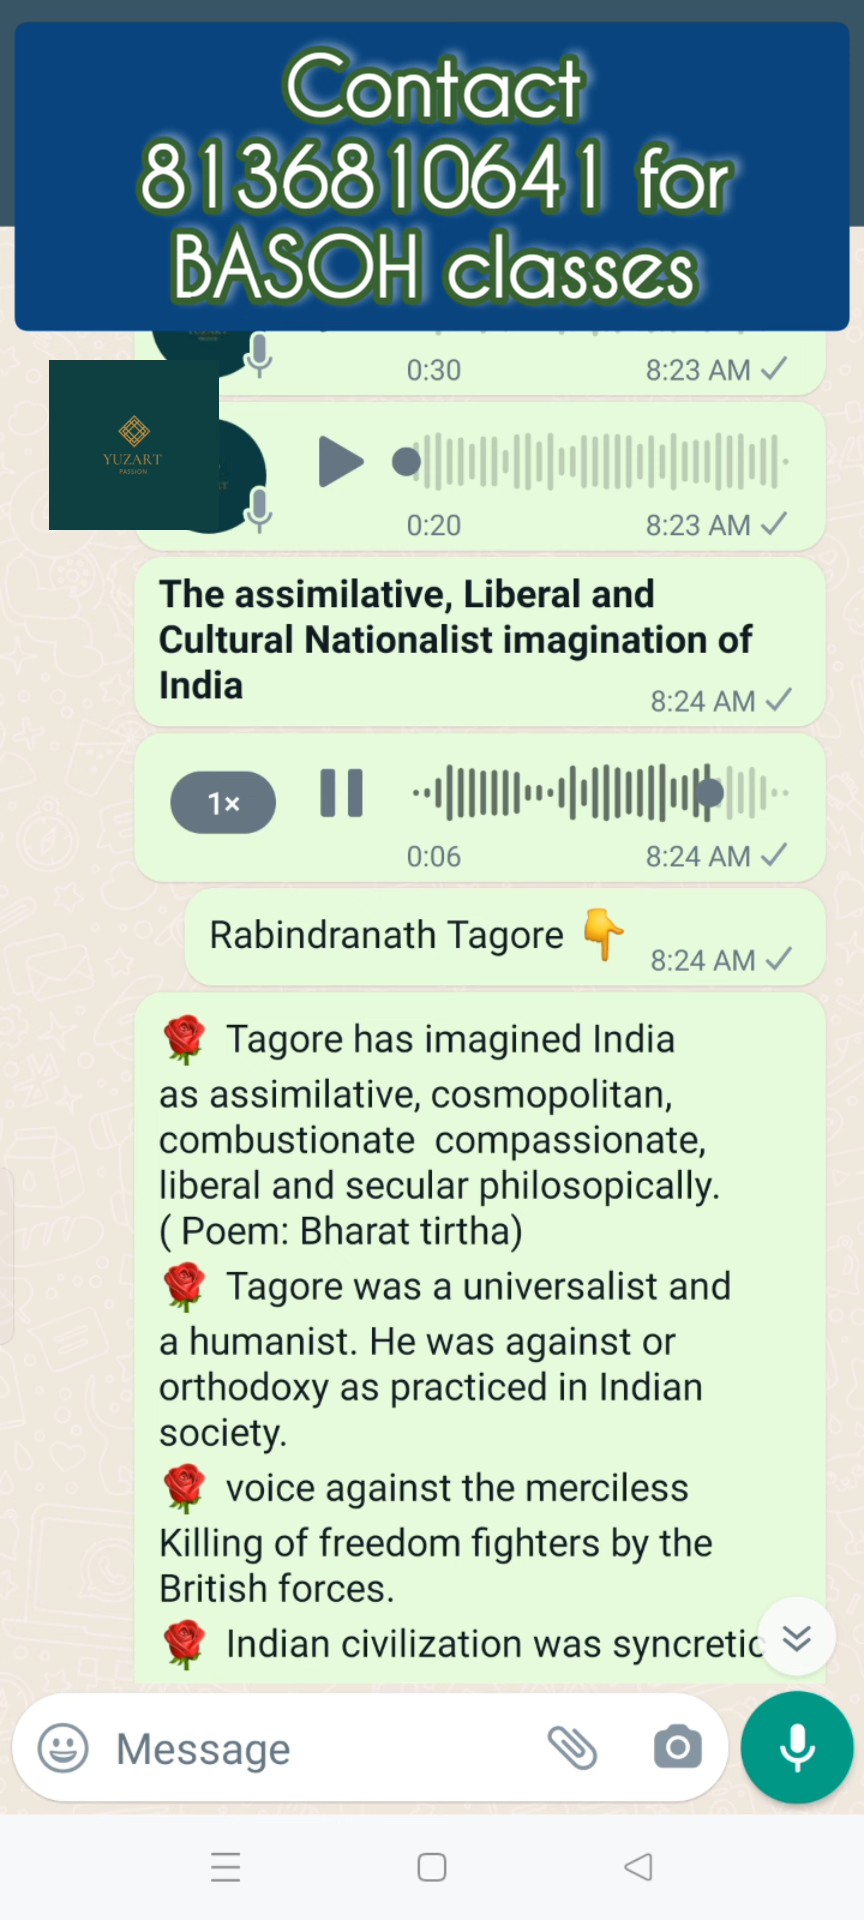 Contact
8136810641 for
BASOH classes
0:30 8:23 AM
YUZART
PASSION
0:20 8:23 AM
The assimilative, Liberal and
Cultural Nationalist imagination of
India
8:24 AM
1×
0:06 8:24 AM
Rabindranath Tagore 👇
8:24 AM
🌹 Tagore has imagined India
as assimilative, cosmopolitan,
combustionate compassionate,
liberal and secular philosopically.
( Poem: Bharat tirtha)
🌹 Tagore was a universalist and
a humanist. He was against or
orthodoxy as practiced in Indian
society.
🌹 voice against the merciless
Killing of freedom fighters by the
British forces.
🌹 Indian civilization was syncretic
Message